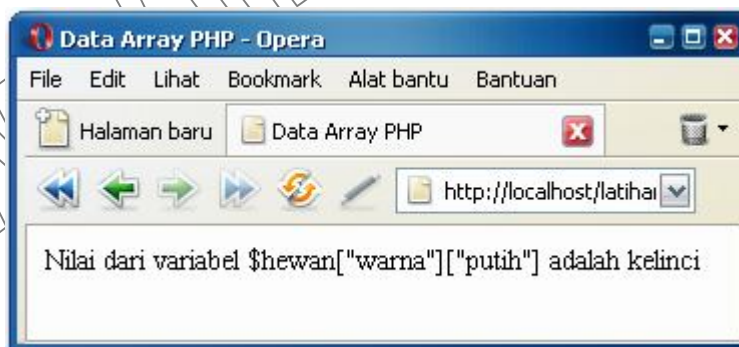 Data Array PHP - Opera
File Edit Lihat Bookmark Alat bantu Bantuan
Halaman baru Data Array PHP
http://localhost/latihar
Nilai dari variabel $hewan["warna"]["putih"] adalah kelinci